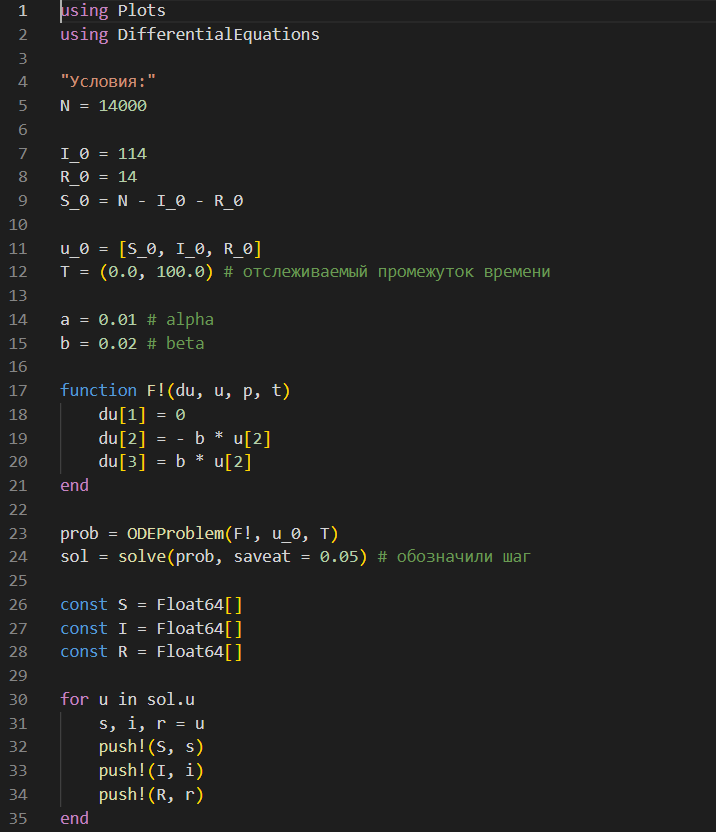 1 using Plots
2 using DifferentialEquations
3
4 "Условия:"
5 N = 14000
6
7 I_0 = 114
8 R_0 = 14
9 S_0 = N - I_0 - R_0
10
11 u_0 = [S_0, I_0, R_0]
12 T = (0.0, 100.0) # отслеживаемый промежуток времени
13
14 a = 0.01 # alpha
15 b = 0.02 # beta
16
17 function F!(du, u, p, t)
18     du[1] = 0
19     du[2] = - b * u[2]
20     du[3] = b * u[2]
21 end
22
23 prob = ODEProblem(F!, u_0, T)
24 sol = solve(prob, saveat = 0.05) # обозначили шаг
25
26 const S = Float64[]
27 const I = Float64[]
28 const R = Float64[]
29
30 for u in sol.u
31     s, i, r = u
32     push!(S, s)
33     push!(I, i)
34     push!(R, r)
35 end